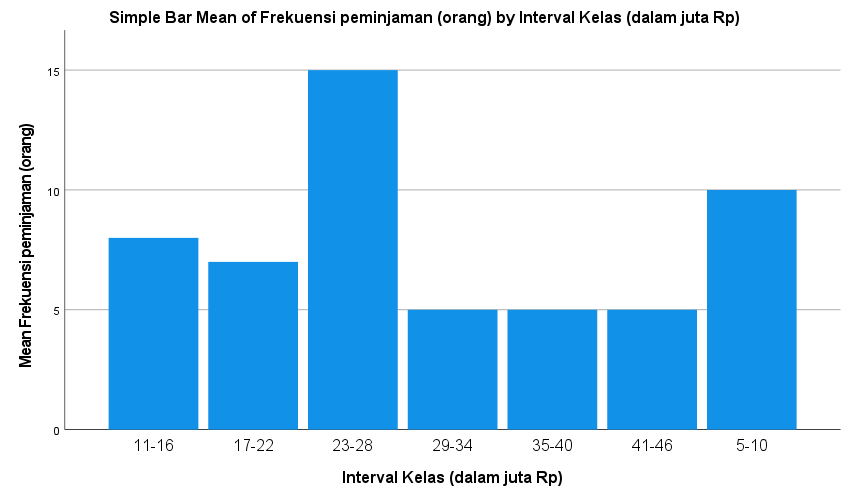 Simple Bar Mean of Frekuensi peminjaman (orang) by Interval Kelas (dalam juta Rp)
Mean Frekuensi peminjaman (orang)
15
10
5
0
11-16 17-22 23-28 29-34 35-40 41-46 5-10
Interval Kelas (dalam juta Rp)